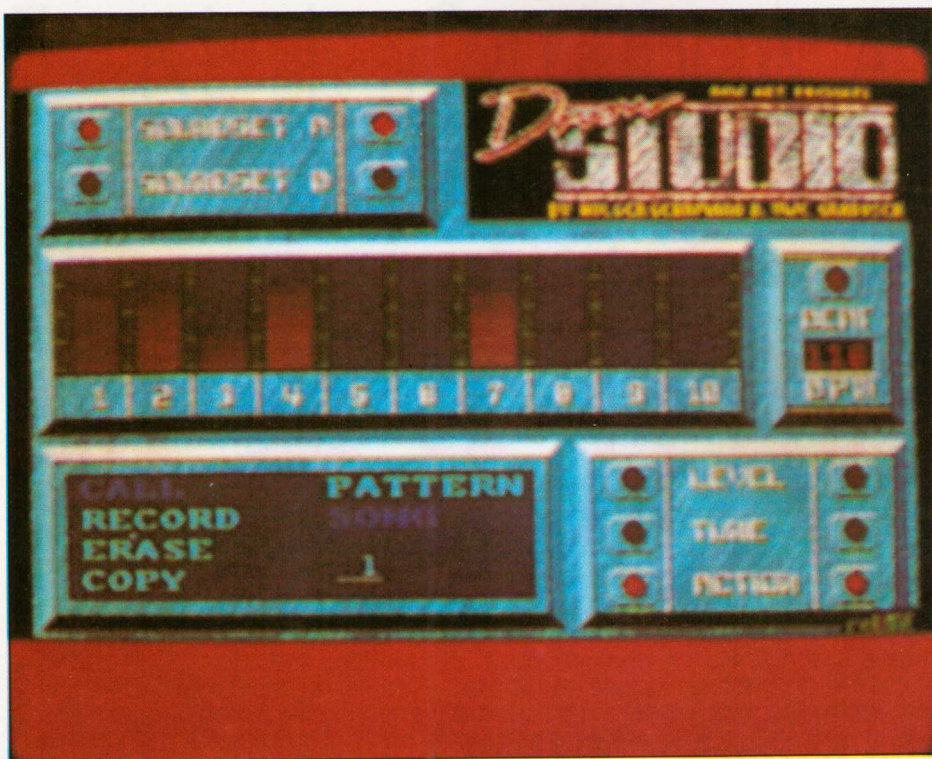 SOUNDSET A
SOUNDSET B
Drum
STUDIO
BEAT
BPM
1 2 3 4 5 6 7 8 9 10
CALL PATTERN
RECORD SONG
ERASE
COPY 1
LEVEL
TIME
ACTION